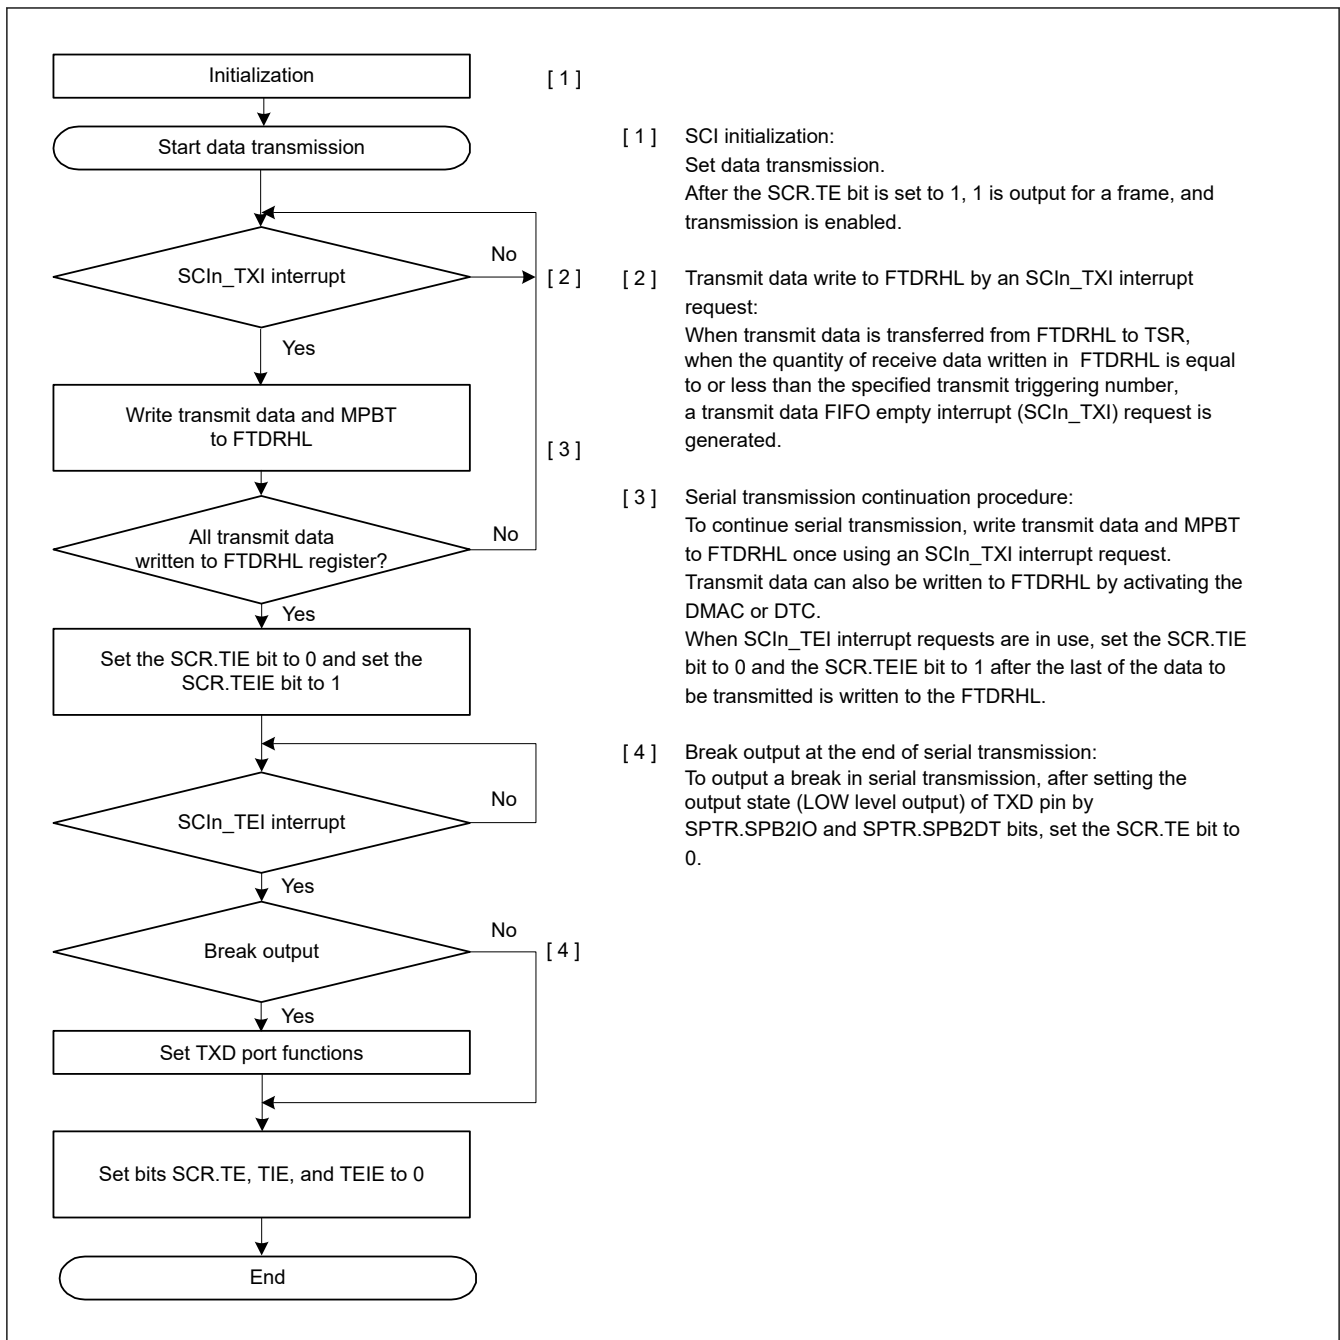 Initialization
[ 1 ]
Start data transmission
SCIn_TXI interrupt
No
[ 2 ]
Yes
Write transmit data and MPBT
to FTDRHL
[ 3 ]
All transmit data
written to FTDRHL register?
No
Yes
Set the SCR.TIE bit to 0 and set the
SCR.TEIE bit to 1
SCIn_TEI interrupt
No
Yes
Break output
No
[ 4 ]
Yes
Set TXD port functions
Set bits SCR.TE, TIE, and TEIE to 0
End
[ 1 ] SCI initialization:
Set data transmission.
After the SCR.TE bit is set to 1, 1 is output for a frame, and
transmission is enabled.
[ 2 ] Transmit data write to FTDRHL by an SCIn_TXI interrupt
request:
When transmit data is transferred from FTDRHL to TSR,
when the quantity of receive data written in FTDRHL is equal
to or less than the specified transmit triggering number,
a transmit data FIFO empty interrupt (SCIn_TXI) request is
generated.
[ 3 ] Serial transmission continuation procedure:
To continue serial transmission, write transmit data and MPBT
to FTDRHL once using an SCIn_TXI interrupt request.
Transmit data can also be written to FTDRHL by activating the
DMAC or DTC.
When SCIn_TEI interrupt requests are in use, set the SCR.TIE
bit to 0 and the SCR.TEIE bit to 1 after the last of the data to
be transmitted is written to the FTDRHL.
[ 4 ] Break output at the end of serial transmission:
To output a break in serial transmission, after setting the
output state (LOW level output) of TXD pin by
SPTR.SPB2IO and SPTR.SPB2DT bits, set the SCR.TE bit to
0.